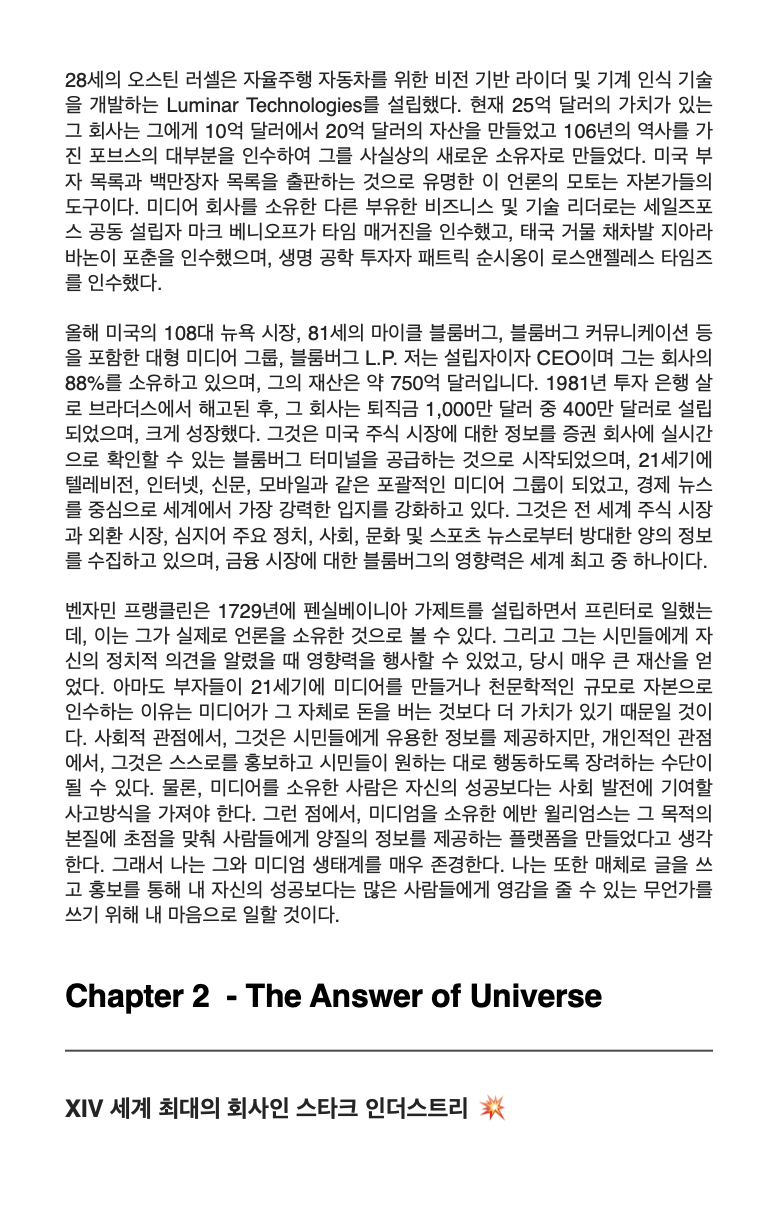 28세의 오스틴 러셀은 자율주행 자동차를 위한 비전 기반 라이더 및 기계 인식 기술
을 개발하는 Luminar Technologies를 설립했다. 현재 25억 달러의 가치가 있는
그 회사는 그에게 10억 달러에서 20억 달러의 자산을 만들었고 106년의 역사를 가
진 포브스의 대부분을 인수하여 그를 사실상의 새로운 소유자로 만들었다. 미국 부
자 목록과 백만장자 목록을 출판하는 것으로 유명한 이 언론의 모토는 자본가들의
도구이다. 미디어 회사를 소유한 다른 부유한 비즈니스 및 기술 리더로는 세일즈포
스 공동 설립자 마크 베니오프가 타임 매거진을 인수했고, 태국 거물 채차발 지아라
바논이 포춘을 인수했으며, 생명 공학 투자자 패트릭 순시옹이 로스앤젤레스 타임즈
를 인수했다.
올해 미국의 108대 뉴욕 시장, 81세의 마이클 블룸버그, 블룸버그 커뮤니케이션 등
을 포함한 대형 미디어 그룹, 블룸버그 L.P. 저는 설립자이자 CEO이며 그는 회사의
88%를 소유하고 있으며, 그의 재산은 약 750억 달러입니다. 1981년 투자 은행 살
로 브라더스에서 해고된 후, 그 회사는 퇴직금 1,000만 달러 중 400만 달러로 설립
되었으며, 크게 성장했다. 그것은 미국 주식 시장에 대한 정보를 증권 회사에 실시간
으로 확인할 수 있는 블룸버그 터미널을 공급하는 것으로 시작되었으며, 21세기에
텔레비전, 인터넷, 신문, 모바일과 같은 포괄적인 미디어 그룹이 되었고, 경제 뉴스
를 중심으로 세계에서 가장 강력한 입지를 강화하고 있다. 그것은 전 세계 주식 시장
과 외환 시장, 심지어 주요 정치, 사회, 문화 및 스포츠 뉴스로부터 방대한 양의 정보
를 수집하고 있으며, 금융 시장에 대한 블룸버그의 영향력은 세계 최고 중 하나이다.
벤자민 프랭클린은 1729년에 펜실베이니아 가제트를 설립하면서 프린터로 일했는
데, 이는 그가 실제로 언론을 소유한 것으로 볼 수 있다. 그리고 그는 시민들에게 자
신의 정치적 의견을 알렸을 때 영향력을 행사할 수 있었고, 당시 매우 큰 재산을 얻
었다. 아마도 부자들이 21세기에 미디어를 만들거나 천문학적인 규모로 자본으로
인수하는 이유는 미디어가 그 자체로 돈을 버는 것보다 더 가치가 있기 때문일 것이
다. 사회적 관점에서, 그것은 시민들에게 유용한 정보를 제공하지만, 개인적인 관점
에서, 그것은 스스로를 홍보하고 시민들이 원하는 대로 행동하도록 장려하는 수단이
될 수 있다. 물론, 미디어를 소유한 사람은 자신의 성공보다는 사회 발전에 기여할
사고방식을 가져야 한다. 그런 점에서, 미디엄을 소유한 에반 윌리엄스는 그 목적의
본질에 초점을 맞춰 사람들에게 양질의 정보를 제공하는 플랫폼을 만들었다고 생각
한다. 그래서 나는 그와 미디엄 생태계를 매우 존경한다. 나는 또한 매체로 글을 쓰
고 홍보를 통해 내 자신의 성공보다는 많은 사람들에게 영감을 줄 수 있는 무언가를
쓰기 위해 내 마음으로 일할 것이다.
Chapter 2 - The Answer of Universe
XIV 세계 최대의 회사인 스타크 인더스트리 💥